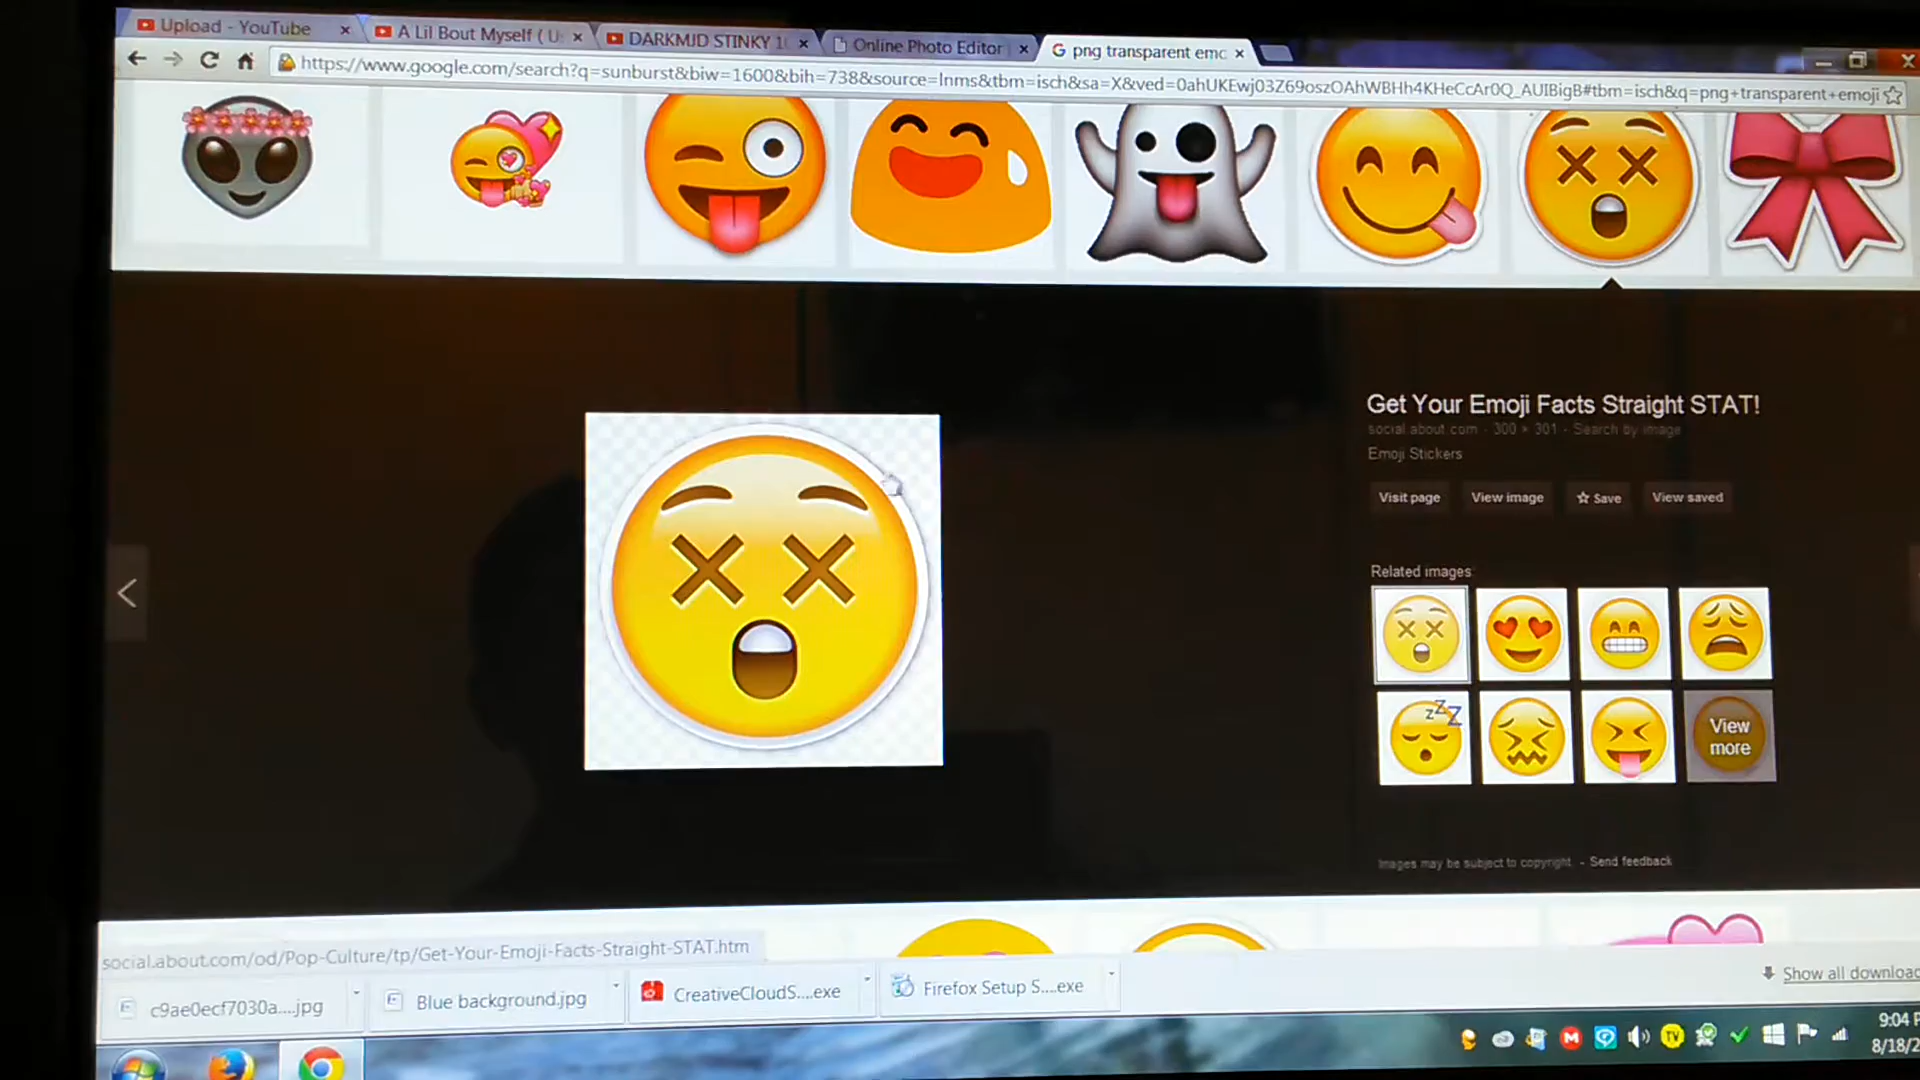 Upload - YouTube
A Lil Bout Myself ( U
DARKMJD STINKY 1
Online Photo Editor
png transparent emo
https://www.google.com/search?q=sunburst&biw=1600&bih=738&source=lnms&tbm=isch&sa=X&ved=0ahUKEwj03Z69oszOAhWBHh4KHeCcAr0Q_AUIBigB#tbm=isch&q=png+transparent+emoji
Get Your Emoji Facts Straight STAT!
social.about.com - 300 × 301 - Search by image
Emoji Stickers
Visit page
View image
Save
View saved
Related images:
zzZ
View
more
Images may be subject to copyright. - Send feedback
social.about.com/od/Pop-Culture/tp/Get-Your-Emoji-Facts-Straight-STAT.htm
Show all download
c9ae0ecf7030a....jpg
Blue background.jpg
CreativeCloudS....exe
Firefox Setup S....exe
TV
9:04 P
8/18/2